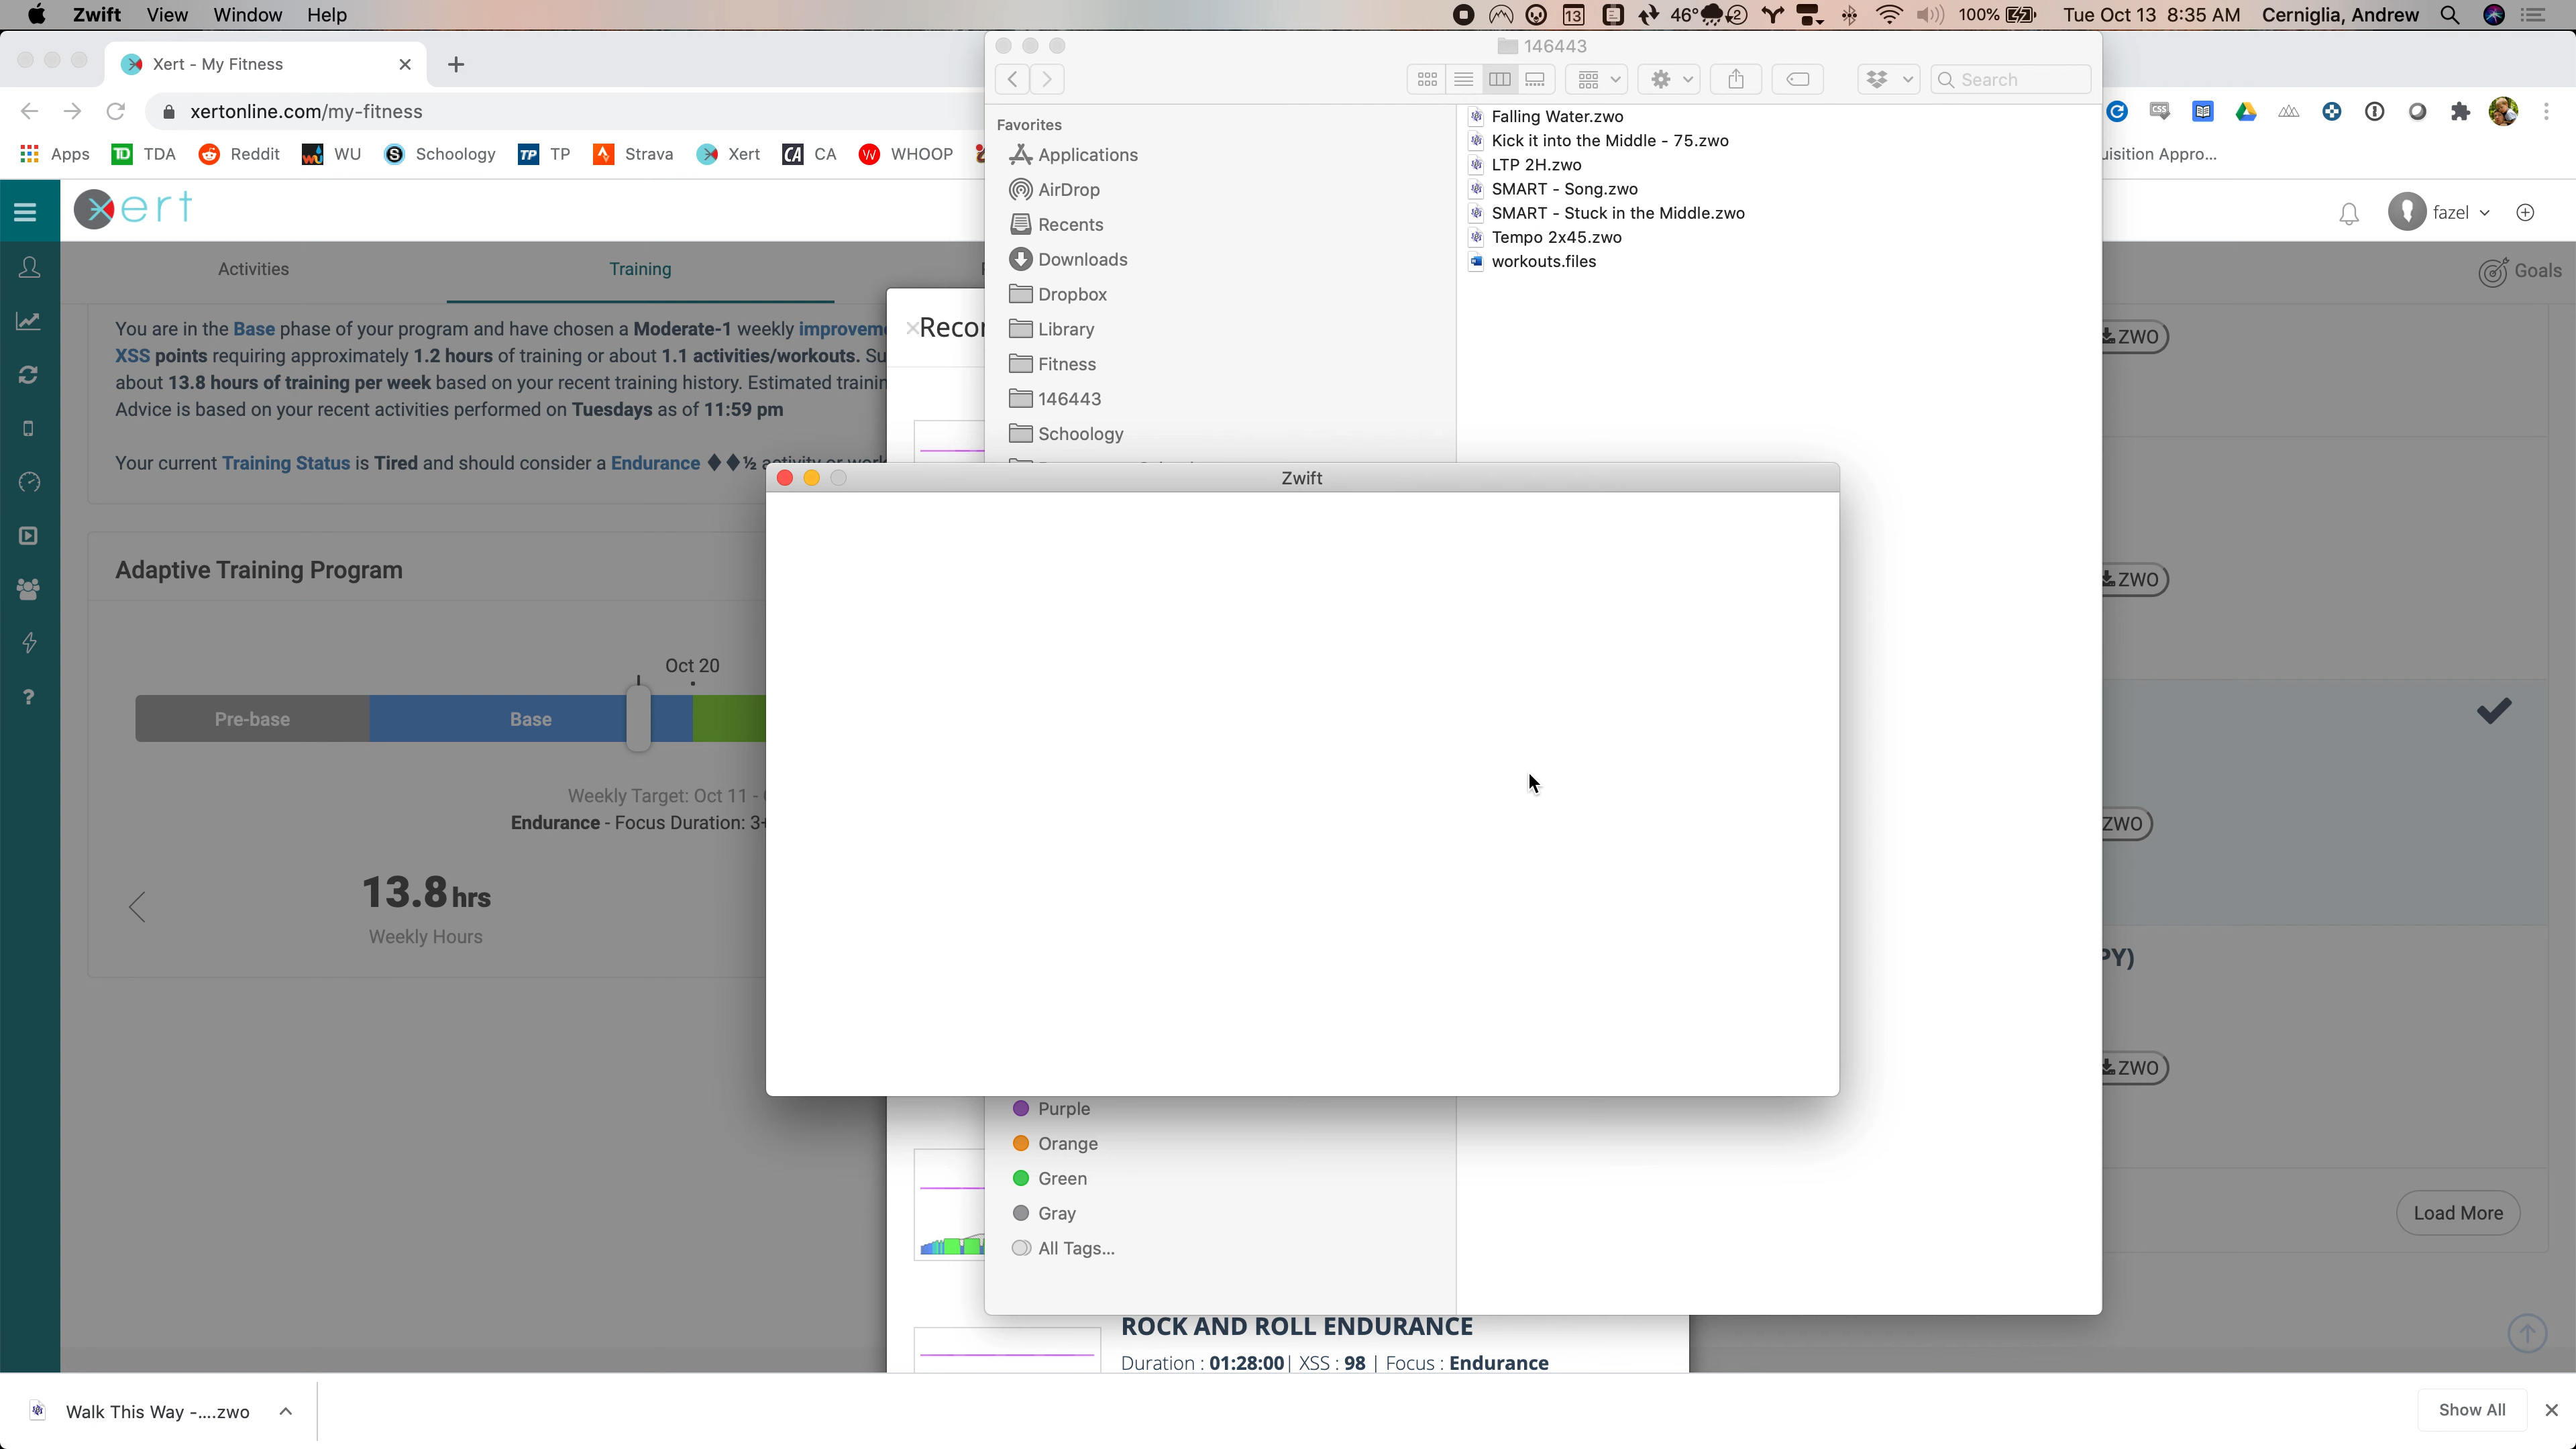 Zwift View Window Help
13 46° 2 100% Tue Oct 13 8:35 AM Cerniglia, Andrew
Xert - My Fitness
146443
xertonline.com/my-fitness
Search
Apps TDA Reddit WU Schoology TP Strava Xert CA WHOOP
uisition Appro...
ert
fazel
Activities Training
Goals
You are in the Base phase of your program and have chosen a Moderate-1 weekly improveme
XSS points requiring approximately 1.2 hours of training or about 1.1 activities/workouts. Su
about 13.8 hours of training per week based on your recent training history. Estimated trainin
Advice is based on your recent activities performed on Tuesdays as of 11:59 pm
Your current Training Status is Tired and should consider a Endurance ♦♦½ activity or work
Adaptive Training Program
Oct 20
Pre-base Base
Weekly Target: Oct 11 -
Endurance - Focus Duration: 3+
13.8 hrs
Weekly Hours
Recor
Favorites
Applications
AirDrop
Recents
Downloads
Dropbox
Library
Fitness
146443
Schoology
Falling Water.zwo
Kick it into the Middle - 75.zwo
LTP 2H.zwo
SMART - Song.zwo
SMART - Stuck in the Middle.zwo
Tempo 2x45.zwo
workouts.files
Zwift
Purple
Orange
Green
Gray
All Tags...
ZWO
ZWO
ZWO
PY)
ZWO
Load More
ROCK AND ROLL ENDURANCE
Duration : 01:28:00 | XSS : 98 | Focus : Endurance
Walk This Way -....zwo
Show All